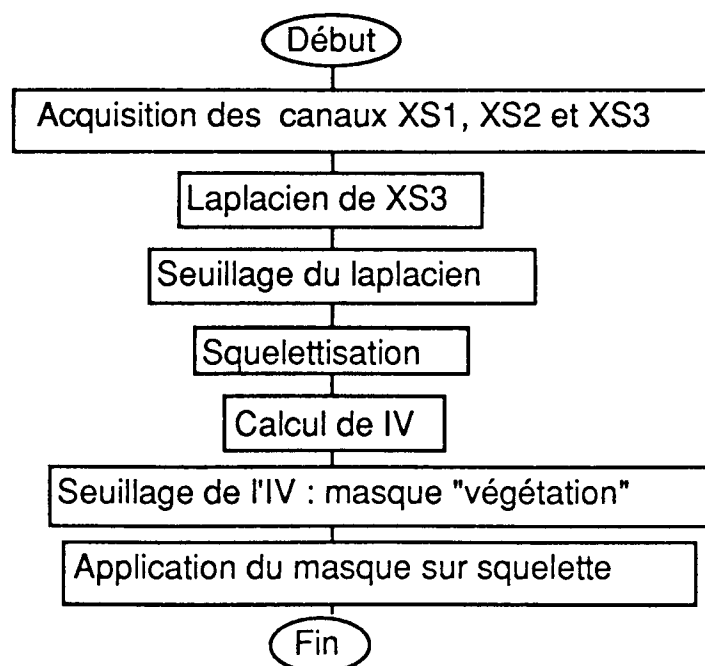 Début
Acquisition des canaux XS1, XS2 et XS3
Laplacien de XS3
Seuillage du laplacien
Squelettisation
Calcul de IV
Seuillage de l'IV : masque "végétation"
Application du masque sur squelette
Fin